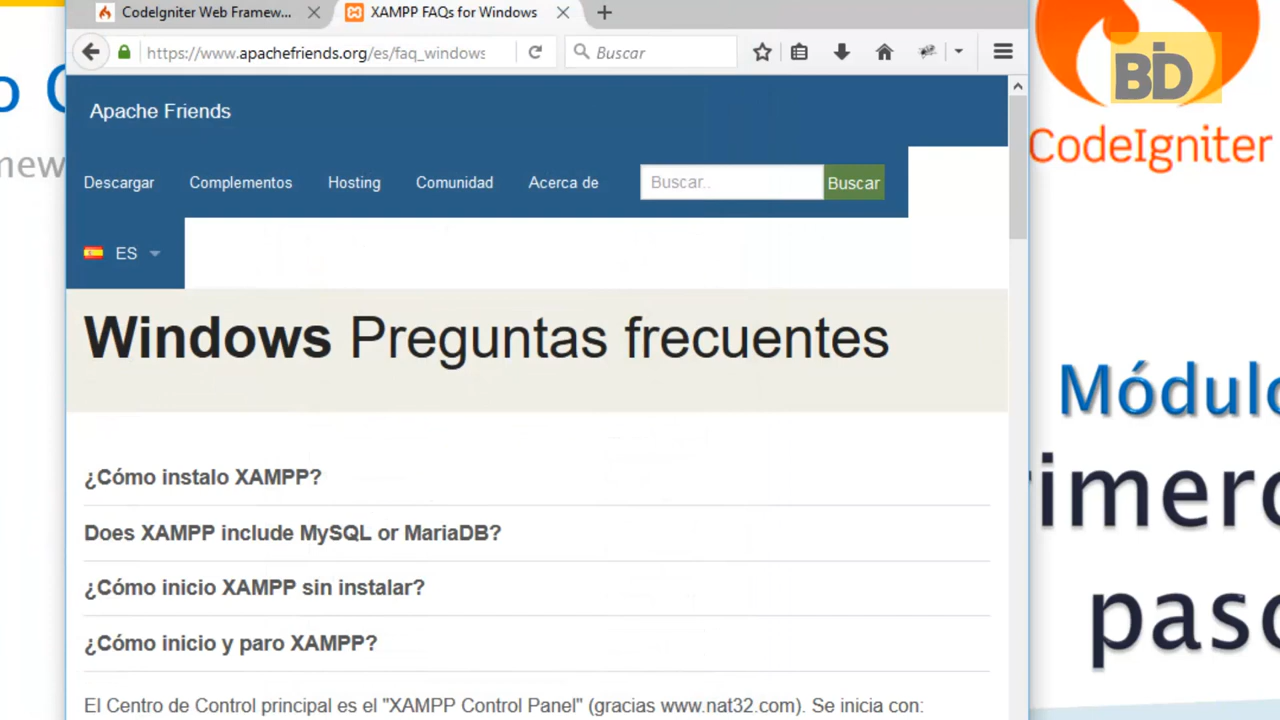 CodeIgniter Web Framew...
XAMPP FAQs for Windows
https://www.apachefriends.org/es/faq_windows
Buscar
BID
CodeIgniter
Apache Friends
Descargar Complementos Hosting Comunidad Acerca de Buscar.. Buscar
ES
Windows Preguntas frecuentes
¿Cómo instalo XAMPP?
Does XAMPP include MySQL or MariaDB?
¿Cómo inicio XAMPP sin instalar?
¿Cómo inicio y paro XAMPP?
El Centro de Control principal es el "XAMPP Control Panel" (gracias www.nat32.com). Se inicia con:
Módulo
rimero
paso